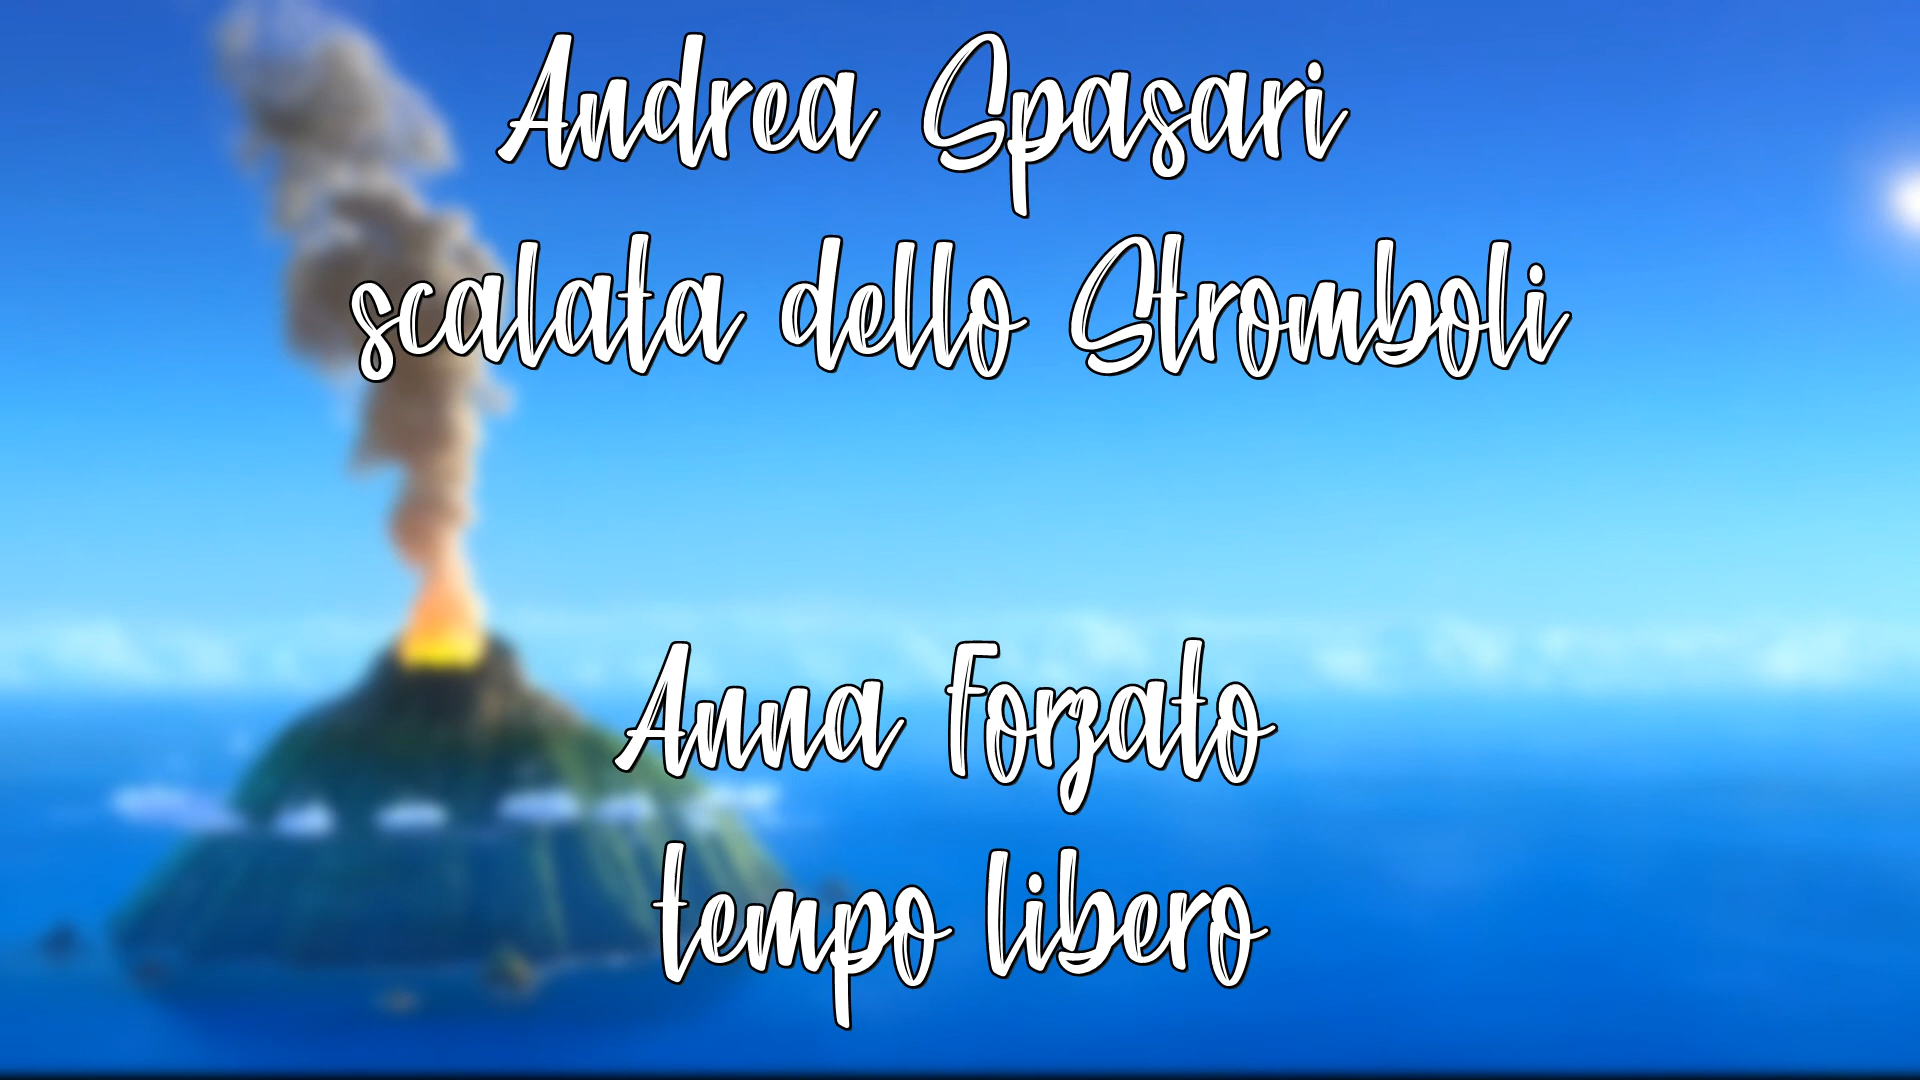 Andrea Spasari
scalata dello Stromboli
Anna Forzato
tempo libero